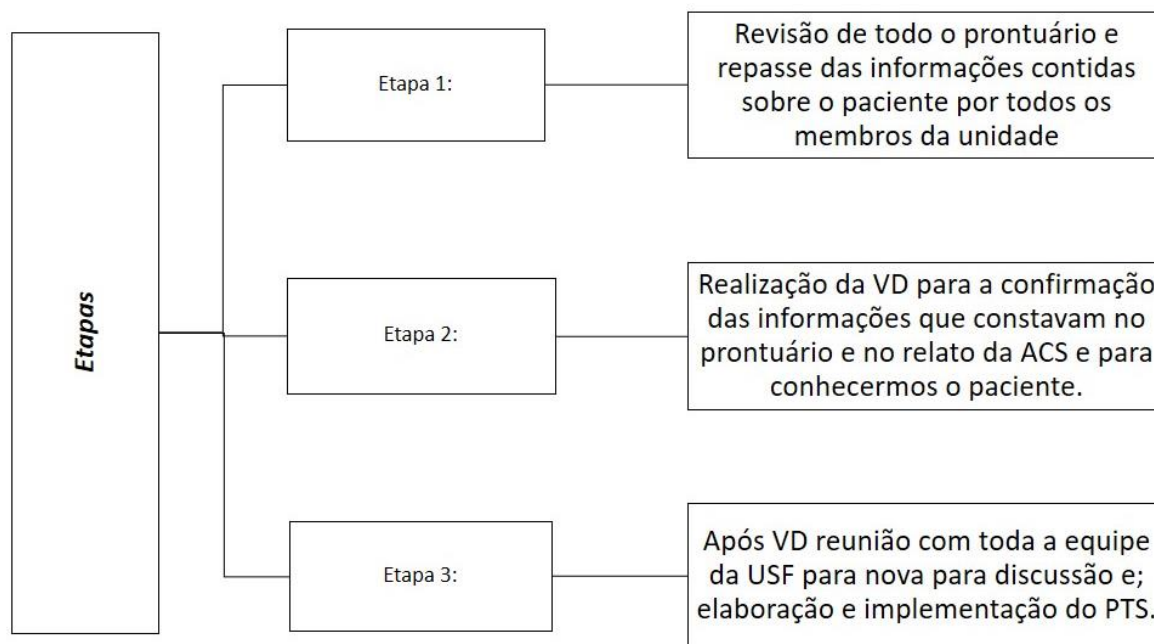 Etapas
Etapa 1:
Revisão de todo o prontuário e
repasse das informações contidas
sobre o paciente por todos os
membros da unidade
Etapa 2:
Realização da VD para a confirmação
das informações que constavam no
prontuário e no relato da ACS e para
conhecermos o paciente.
Etapa 3:
Após VD reunião com toda a equipe
da USF para nova para discussão e;
elaboração e implementação do PTS.